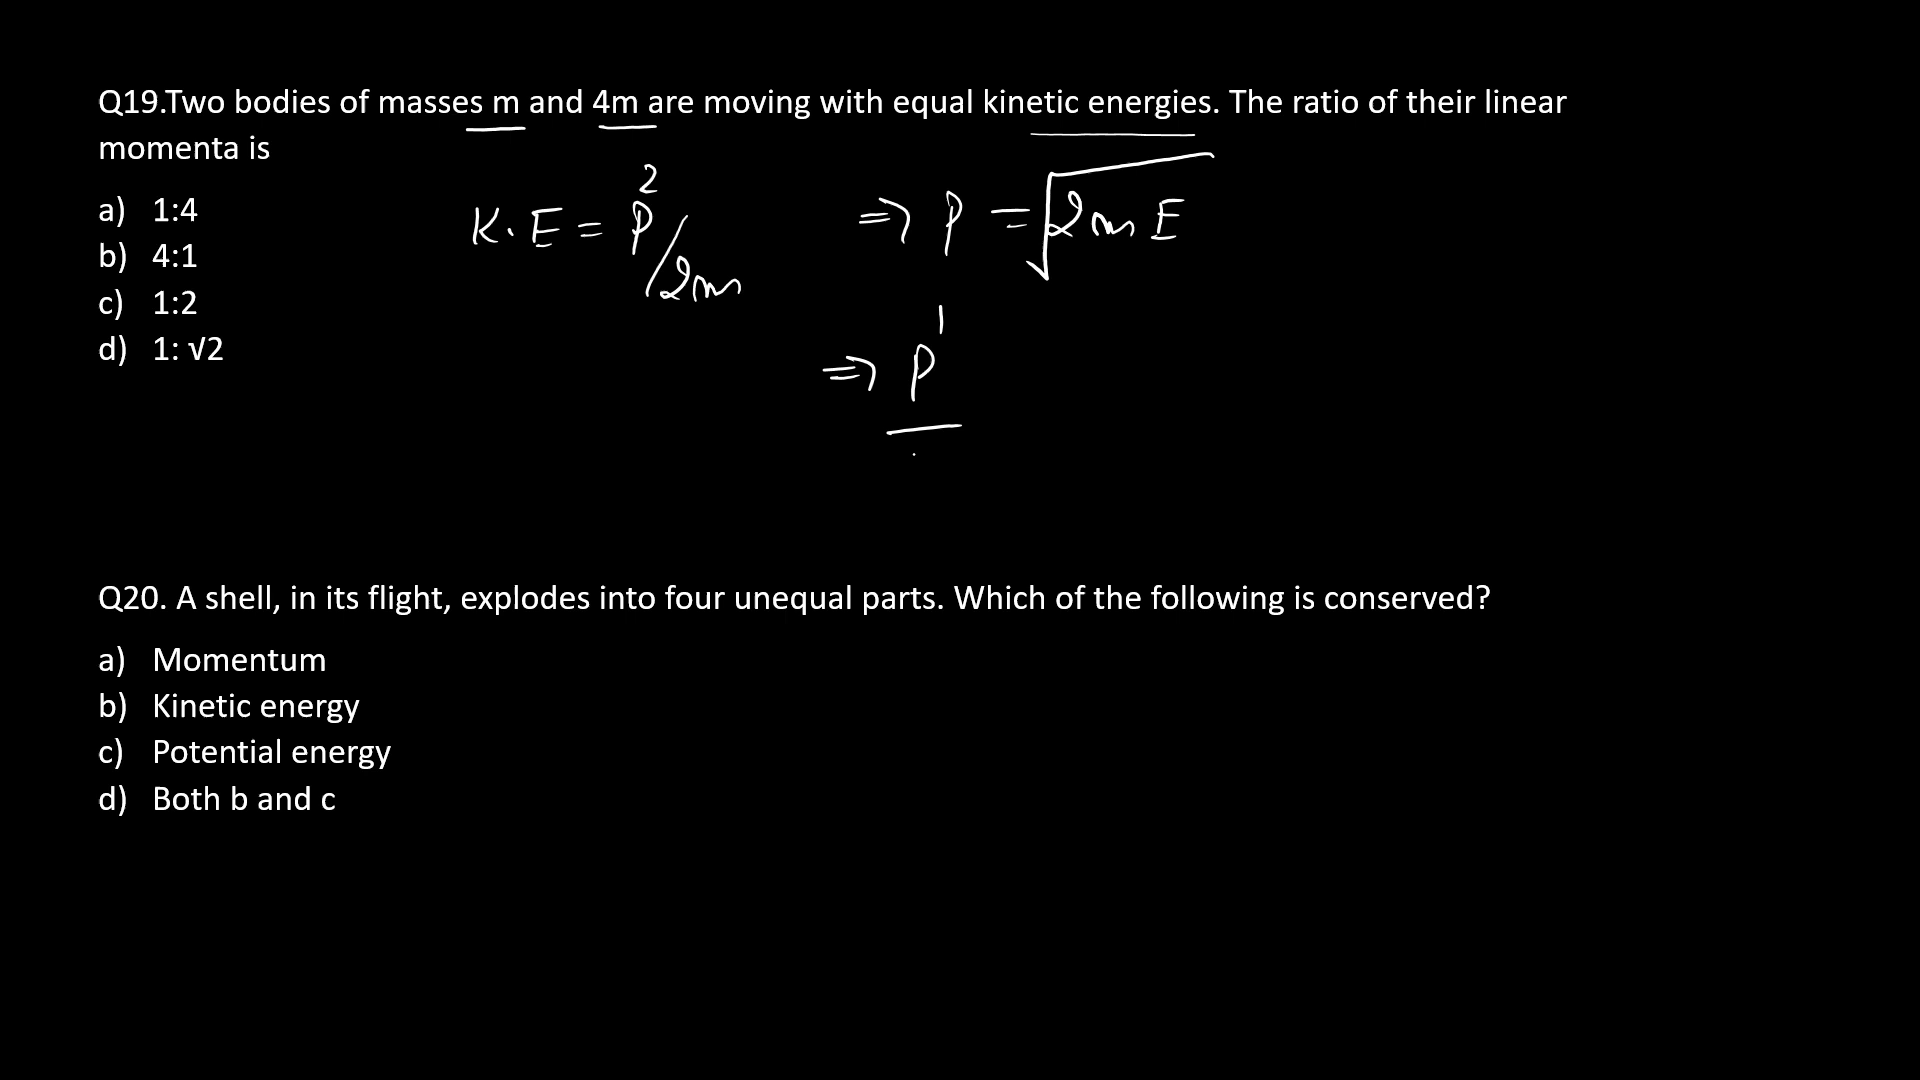 Q19.Two bodies of masses m and 4m are moving with equal kinetic energies. The ratio of their linear
momenta is
a) 1:4
b) 4:1
c) 1:2
d) 1: √2
K.E = P²/2m ⇒ P = √2mE
⇒ P'
Q20. A shell, in its flight, explodes into four unequal parts. Which of the following is conserved?
a) Momentum
b) Kinetic energy
c) Potential energy
d) Both b and c